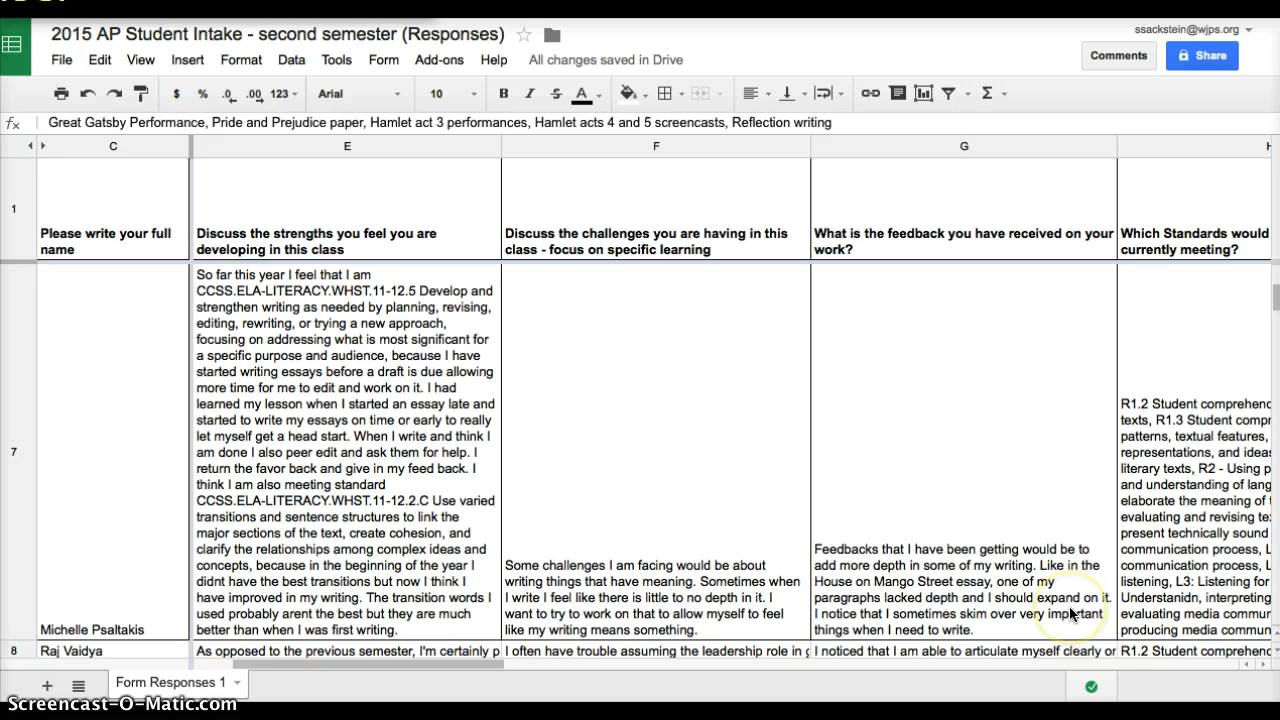 2015 AP Student Intake - second semester (Responses)
ssackstein@wjps.org
File Edit View Insert Format Data Tools Form Add-ons Help All changes saved in Drive
Comments
Share
$ % .0 .00 123 Arial 10 B I S A
fx Great Gatsby Performance, Pride and Prejudice paper, Hamlet act 3 performances, Hamlet acts 4 and 5 screencasts, Reflection writing
C E F G
1
Please write your full
name
Discuss the strengths you feel you are
developing in this class
Discuss the challenges you are having in this
class - focus on specific learning
What is the feedback you have received on your
work?
Which Standards would
currently meeting?
7
Michelle Psaltakis
So far this year I feel that I am
CCSS.ELA-LITERACY.WHST.11-12.5 Develop and
strengthen writing as needed by planning, revising,
editing, rewriting, or trying a new approach,
focusing on addressing what is most significant for
a specific purpose and audience, because I have
started writing essays before a draft is due allowing
more time for me to edit and work on it. I had
learned my lesson when I started an essay late and
started to write my essays on time or early to really
let myself get a head start. When I write and think I
am done I also peer edit and ask them for help. I
return the favor back and give in my feed back. I
think I am also meeting standard
CCSS.ELA-LITERACY.WHST.11-12.2.C Use varied
transitions and sentence structures to link the
major sections of the text, create cohesion, and
clarify the relationships among complex ideas and
concepts, because in the beginning of the year I
didnt have the best transitions but now I think I
have improved in my writing. The transition words I
used probably arent the best but they are much
better than when I was first writing.
Some challenges I am facing would be about
writing things that have meaning. Sometimes when
I write I feel like there is little to no depth in it. I
want to try to work on that to allow myself to feel
like my writing means something.
Feedbacks that I have been getting would be to
add more depth in some of my writing. Like in the
House on Mango Street essay, one of my
paragraphs lacked depth and I should expand on it.
I notice that I sometimes skim over very important
things when I need to write.
R1.2 Student comprehend
texts, R1.3 Student compr
patterns, textual features,
representations, and ideas
literary texts, R2 - Using p
and understanding of lang
elaborate the meaning of
evaluating and revising te
present technically sound
communication process, L
listening, L3: Listening for
Understanidn, interpreting
evaluating media commun
producing media commun
8
Raj Vaidya
As opposed to the previous semester, I'm certainly p
I often have trouble assuming the leadership role in g
I noticed that I am able to articulate myself clearly or
R1.2 Student comprehend
Form Responses 1
Screencast-O-Matic.com